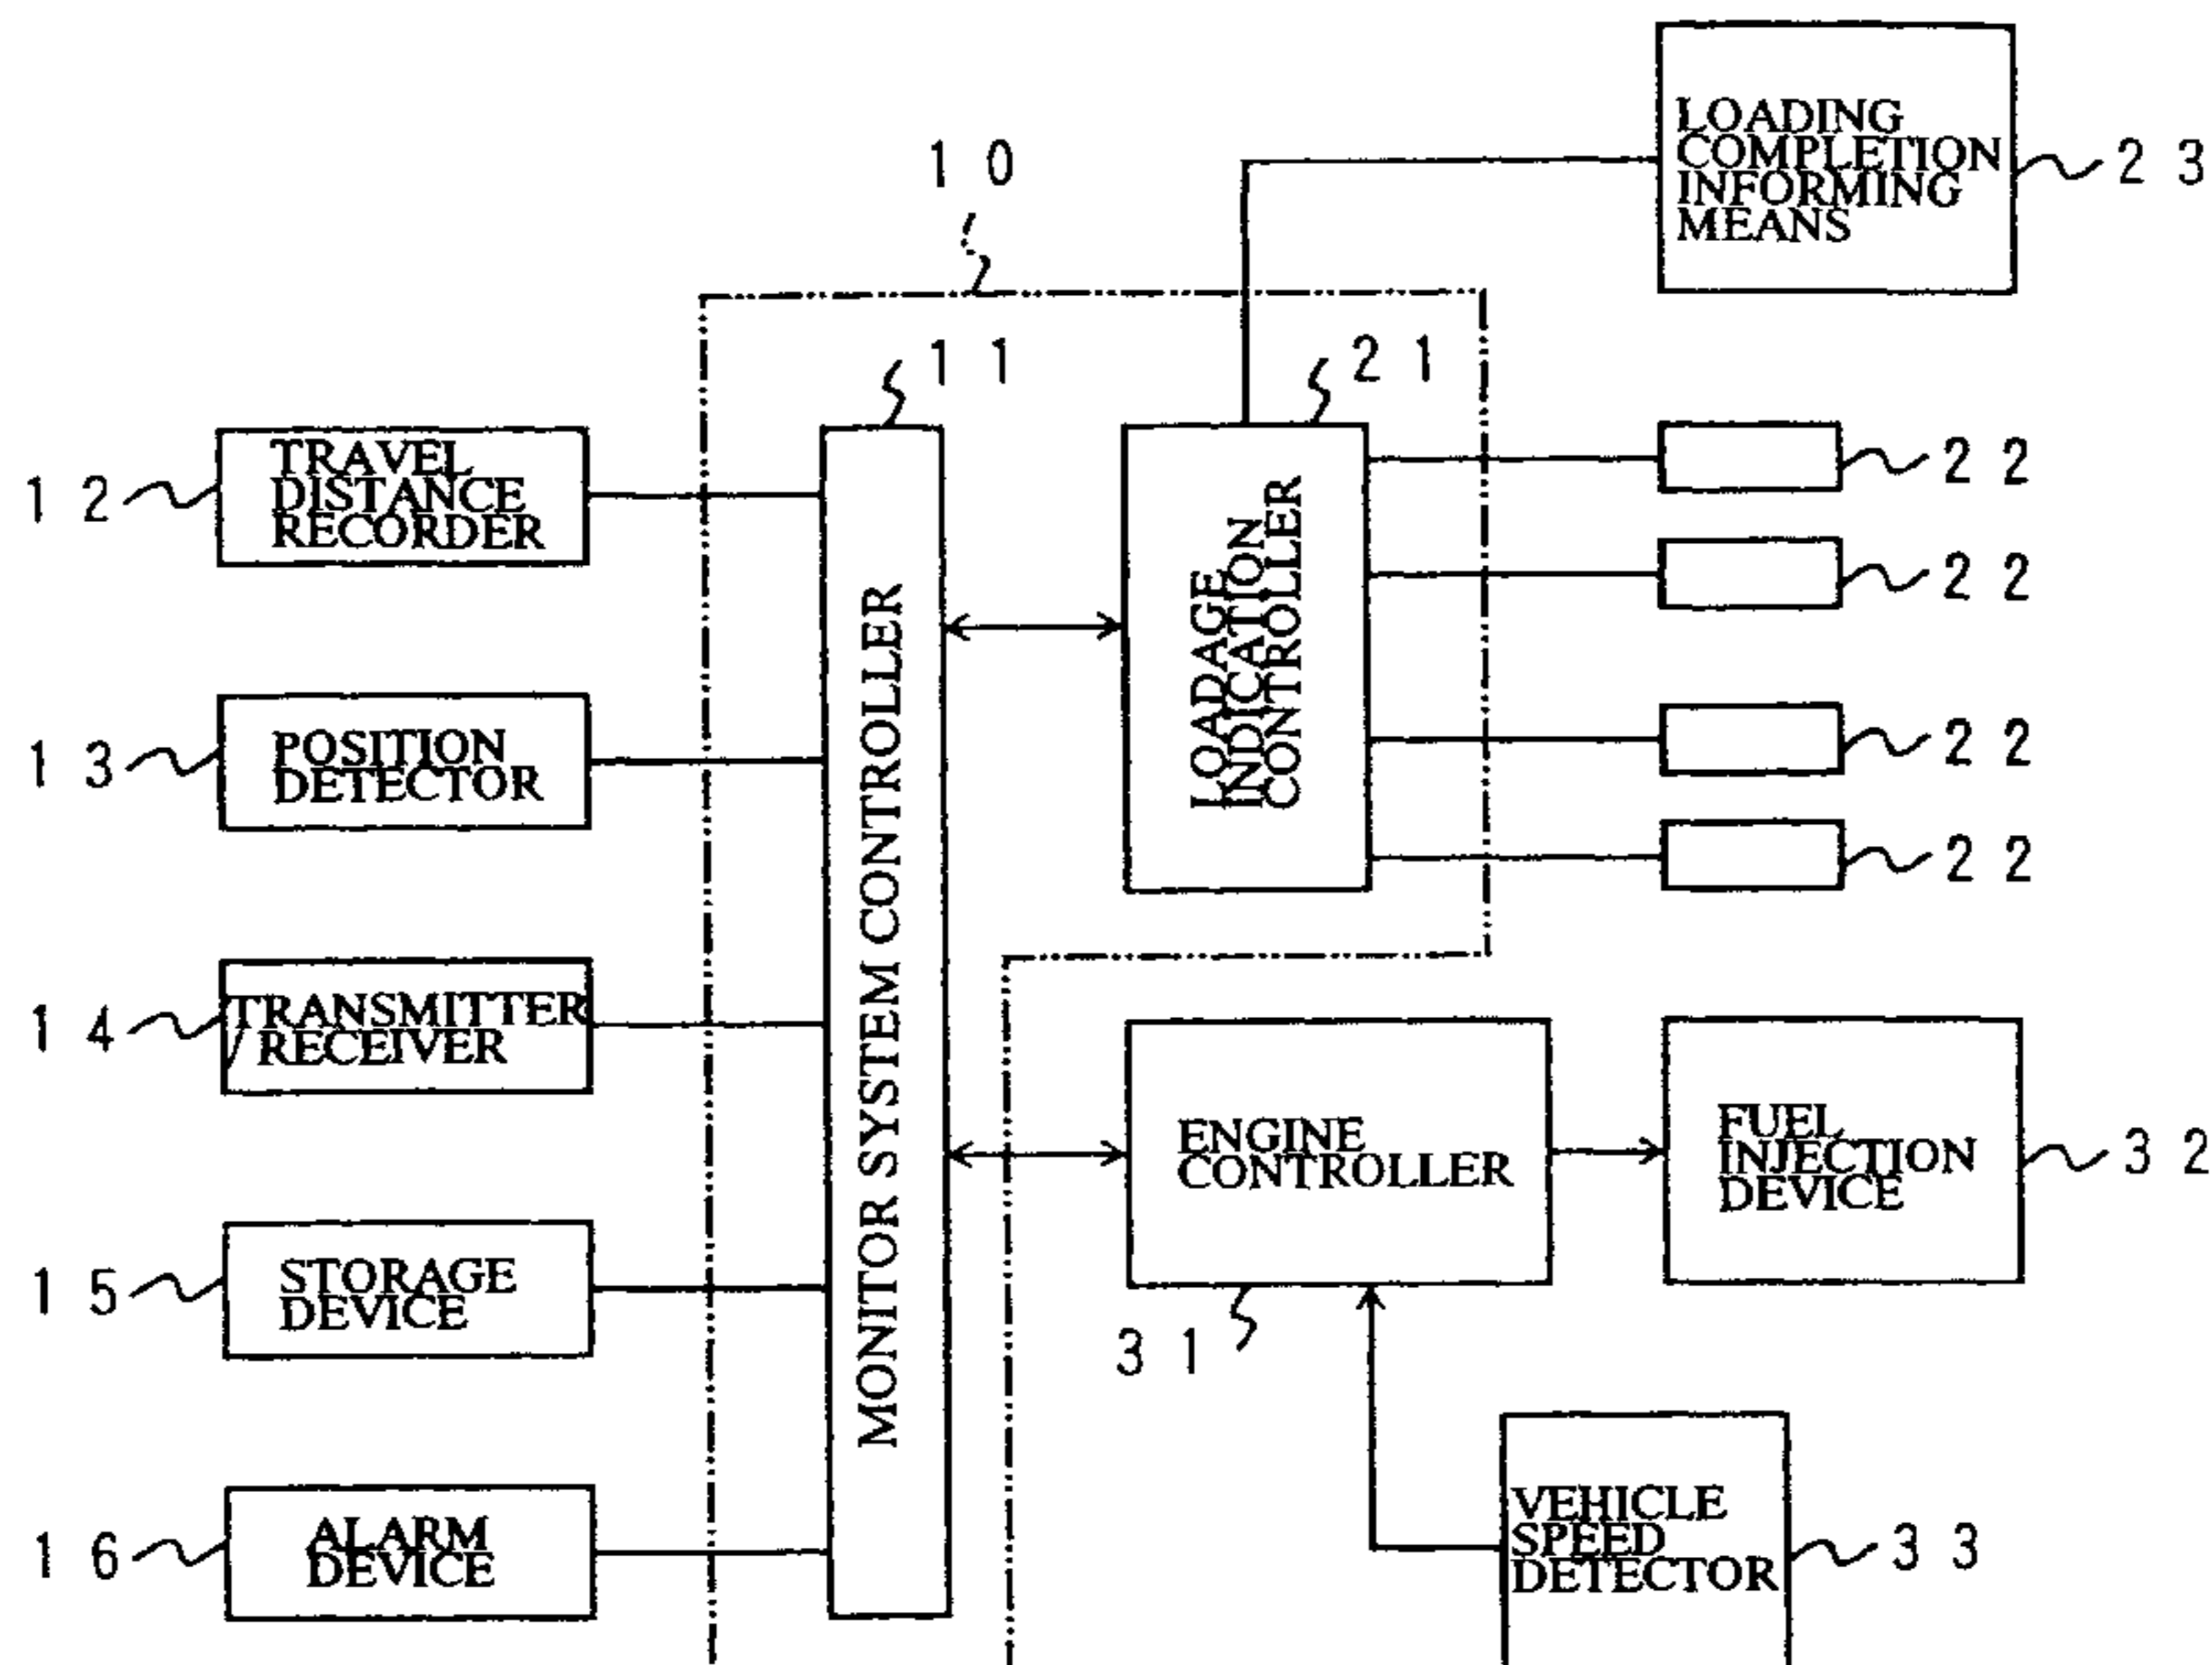 LOADING
COMPLETION
INFORMING
MEANS
2 3
1 0
1 1
2 1
TRAVEL
DISTANCE
RECORDER
1 2
2 2
2 2
2 2
2 2
LOADAGE
INDICATION
CONTROLLER
MONITOR SYSTEM CONTROLLER
POSITION
DETECTOR
1 3
TRANSMITTER
/ RECEIVER
1 4
ENGINE
CONTROLLER
3 1
FUEL
INJECTION
DEVICE
3 2
STORAGE
DEVICE
1 5
ALARM
DEVICE
1 6
VEHICLE
SPEED
DETECTOR
3 3